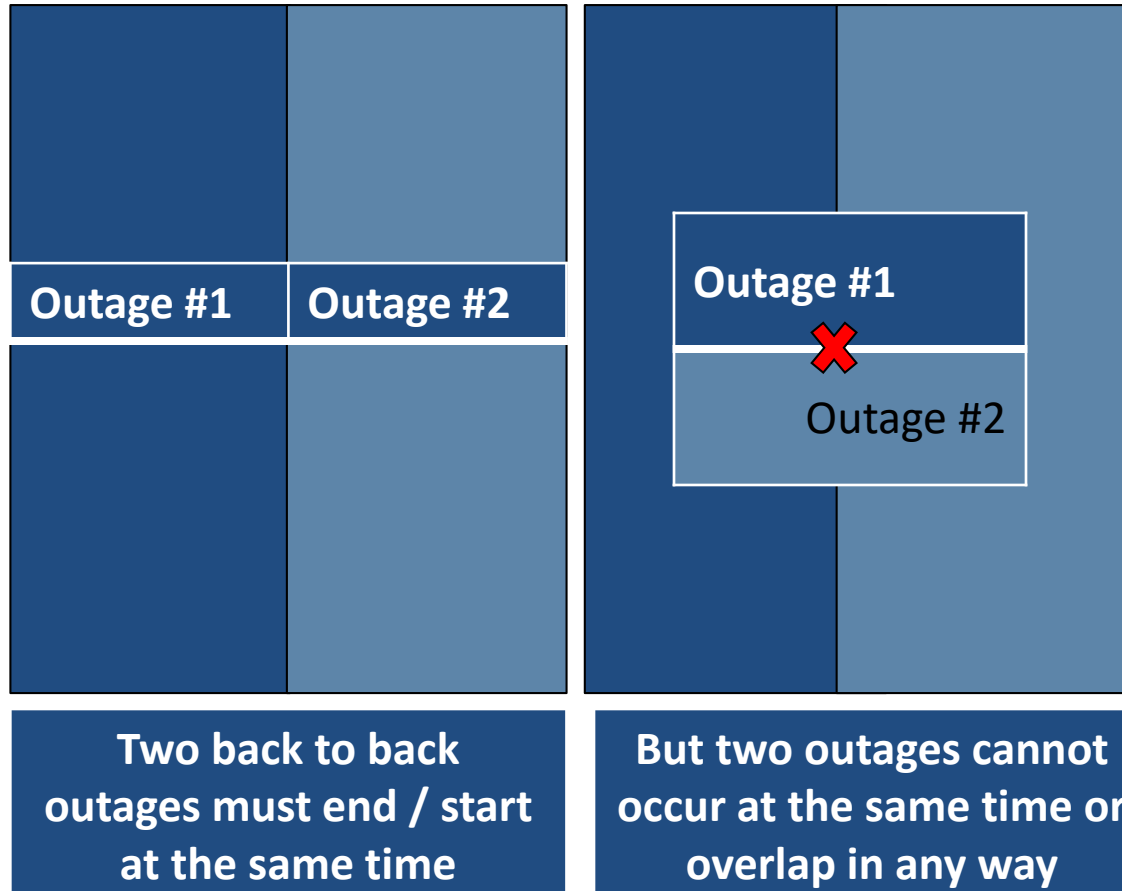 Outage #1
Outage #2
Two back to back
outages must end / start
at the same time
Outage #1
Outage #2
But two outages cannot
occur at the same time or
overlap in any way